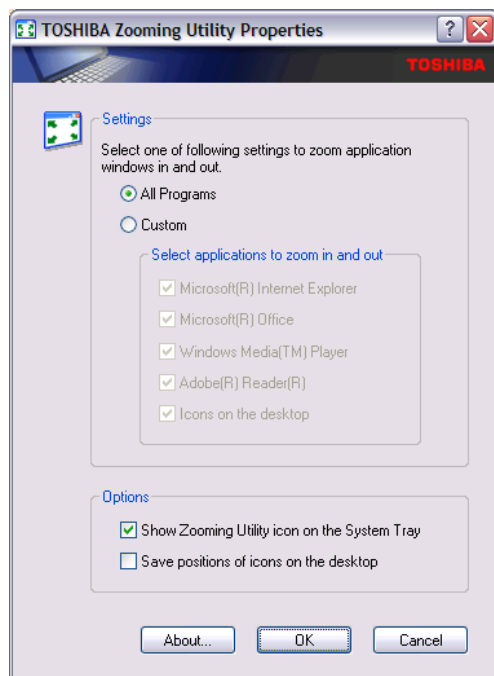 TOSHIBA Zooming Utility Properties
TOSHIBA
Settings
Select one of following settings to zoom application
windows in and out.
All Programs
Custom
Select applications to zoom in and out
Microsoft(R) Internet Explorer
Microsoft(R) Office
Windows Media(TM) Player
Adobe(R) Reader(R)
Icons on the desktop
Options
Show Zooming Utility icon on the System Tray
Save positions of icons on the desktop
About... OK Cancel